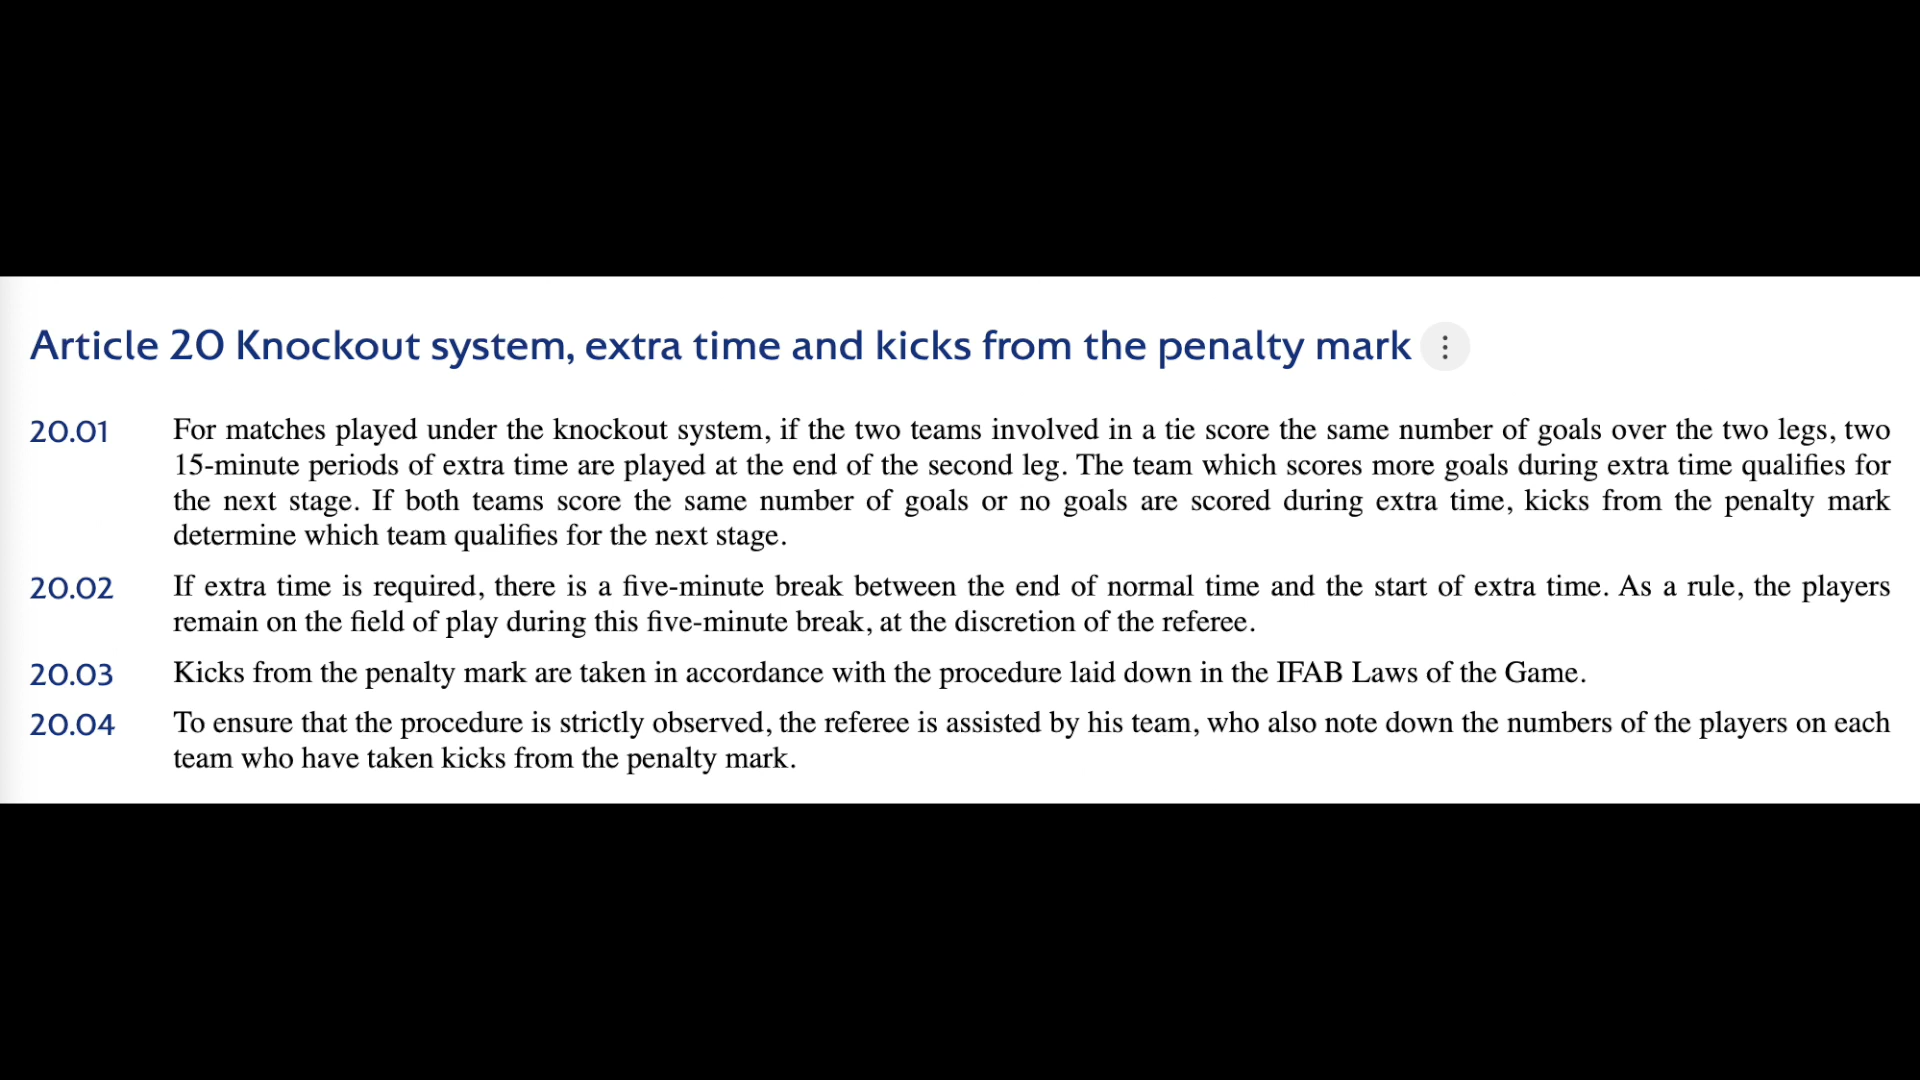 Article 20 Knockout system, extra time and kicks from the penalty mark
20.01 For matches played under the knockout system, if the two teams involved in a tie score the same number of goals over the two legs, two
15-minute periods of extra time are played at the end of the second leg. The team which scores more goals during extra time qualifies for
the next stage. If both teams score the same number of goals or no goals are scored during extra time, kicks from the penalty mark
determine which team qualifies for the next stage.
20.02 If extra time is required, there is a five-minute break between the end of normal time and the start of extra time. As a rule, the players
remain on the field of play during this five-minute break, at the discretion of the referee.
20.03 Kicks from the penalty mark are taken in accordance with the procedure laid down in the IFAB Laws of the Game.
20.04 To ensure that the procedure is strictly observed, the referee is assisted by his team, who also note down the numbers of the players on each
team who have taken kicks from the penalty mark.